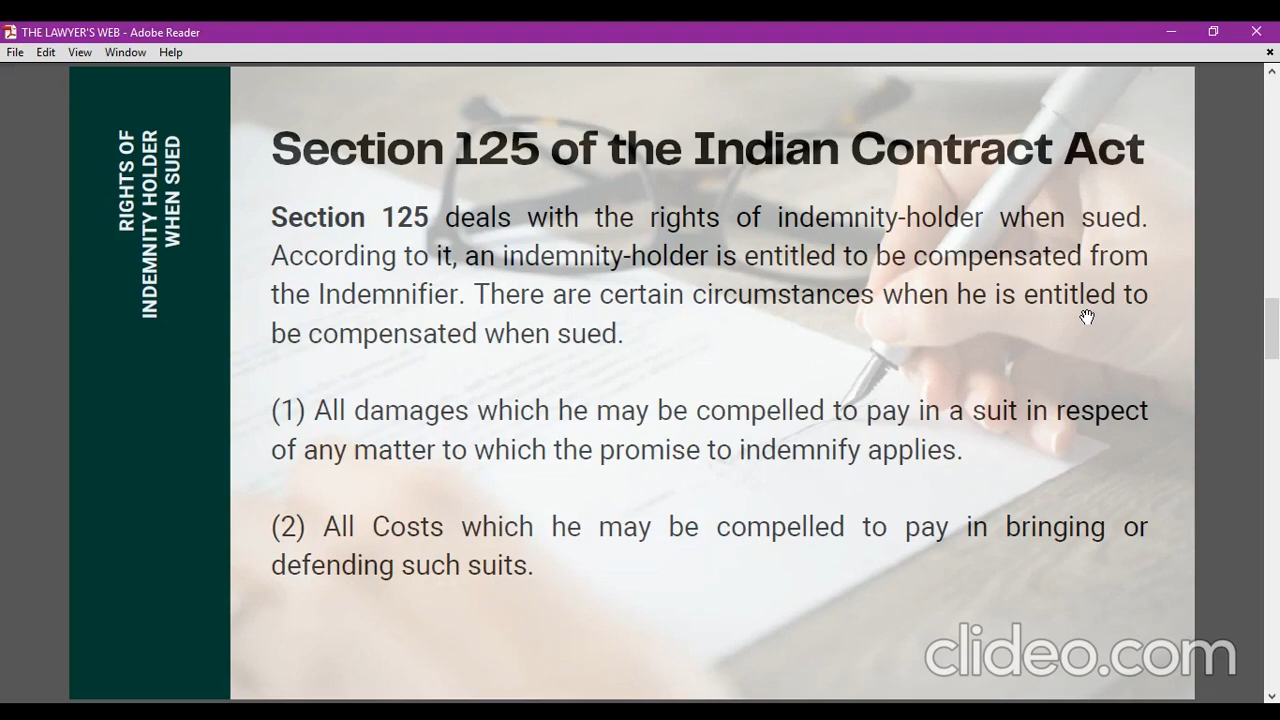 THE LAWYER'S WEB - Adobe Reader
File Edit View Window Help
RIGHTS OF
INDEMNITY HOLDER
WHEN SUED
Section 125 of the Indian Contract Act
Section 125 deals with the rights of indemnity-holder when sued.
According to it, an indemnity-holder is entitled to be compensated from
the Indemnifier. There are certain circumstances when he is entitled to
be compensated when sued.
(1) All damages which he may be compelled to pay in a suit in respect
of any matter to which the promise to indemnify applies.
(2) All Costs which he may be compelled to pay in bringing or
defending such suits.
clideo.com